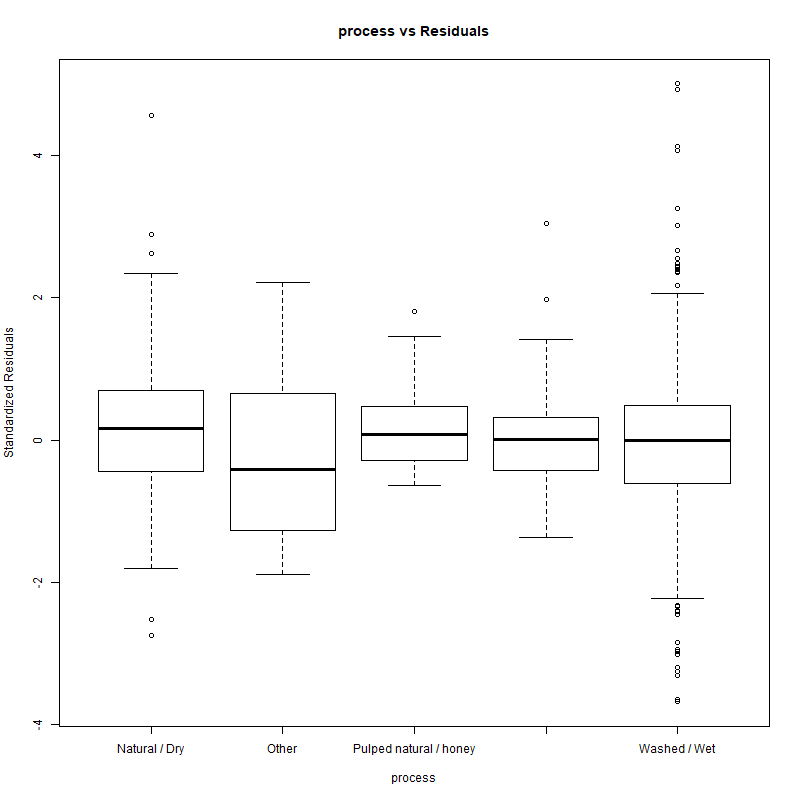 process vs Residuals
Standardized Residuals
4
2
0
-2
-4
Natural / Dry
Other
Pulped natural / honey
Washed / Wet
process